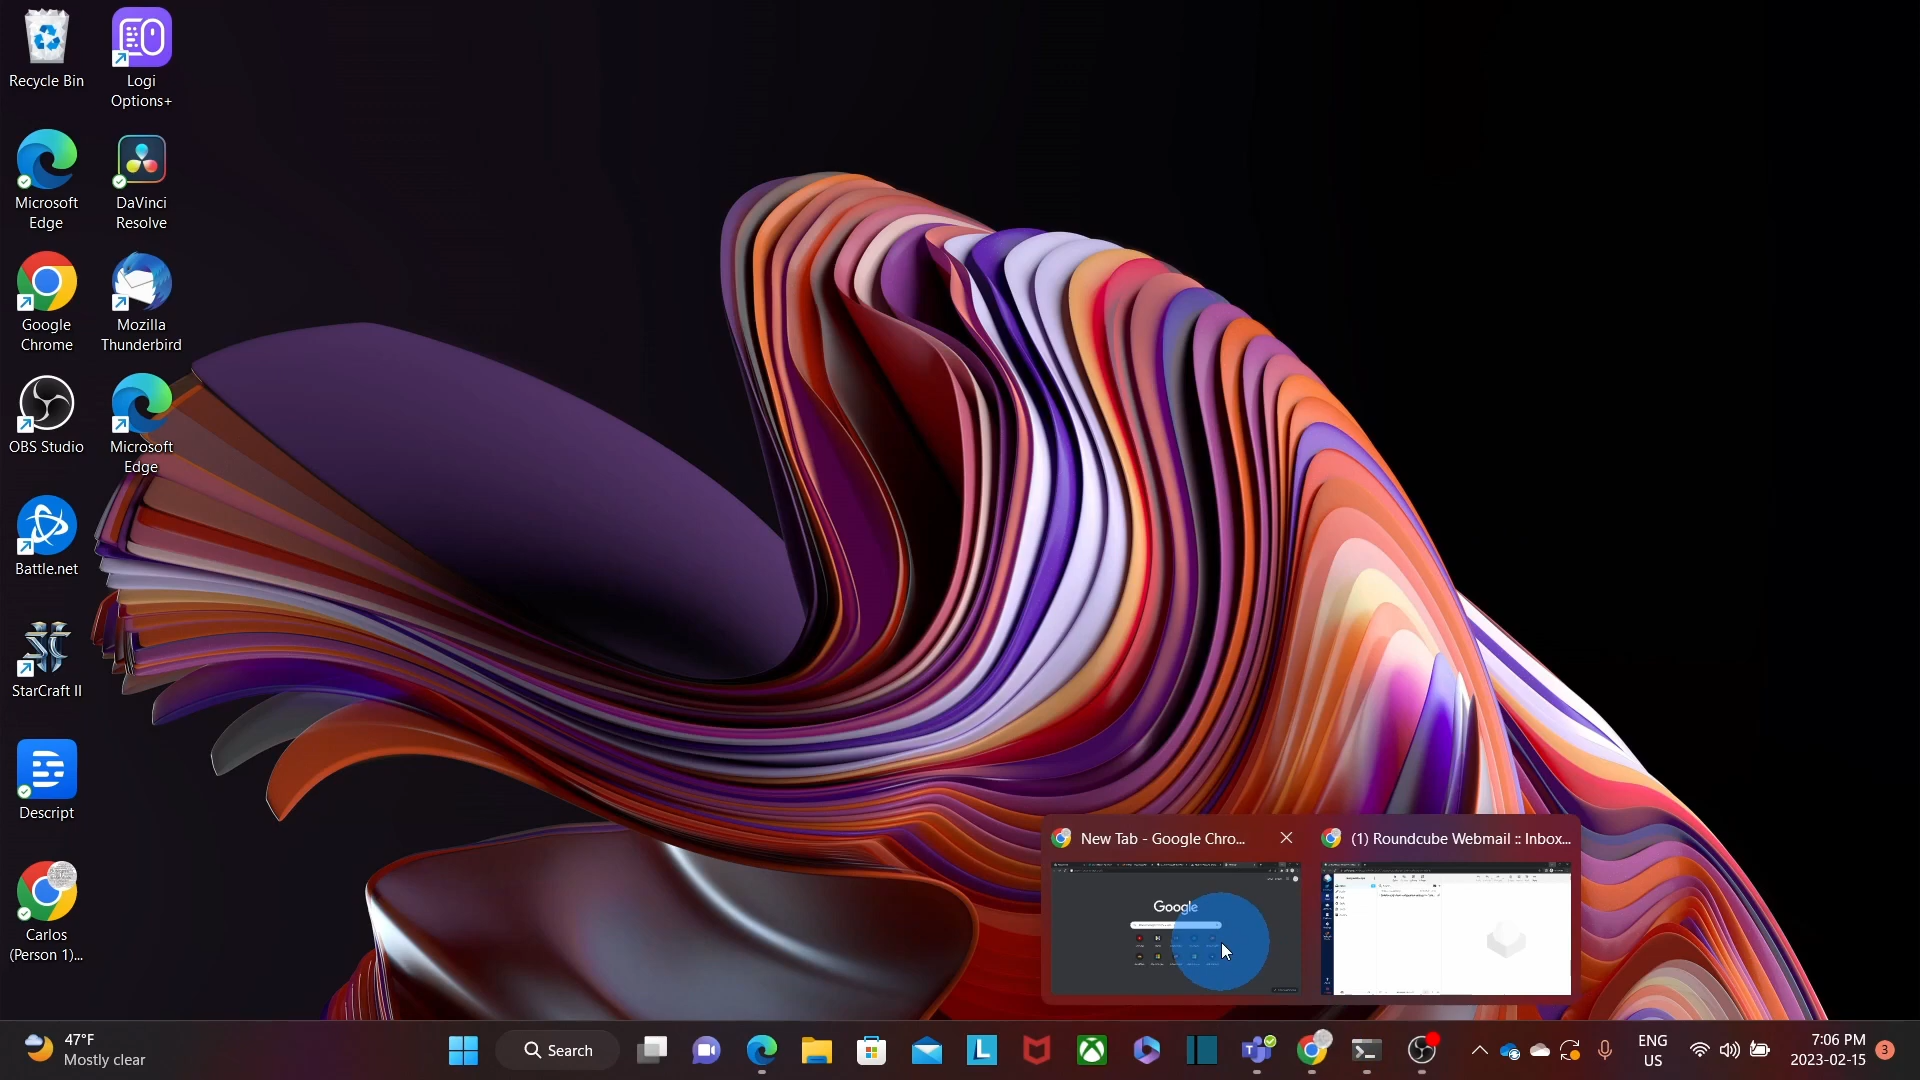 Recycle Bin
Logi
Options+
Microsoft
Edge
DaVinci
Resolve
Google
Chrome
Mozilla
Thunderbird
OBS Studio
Microsoft
Edge
Battle.net
StarCraft II
Descript
Carlos
(Person 1)...
New Tab - Google Chro...
(1) Roundcube Webmail :: Inbox...
Google
47°F
Mostly clear
Search
ENG
US
7:06 PM
2023-02-15
3